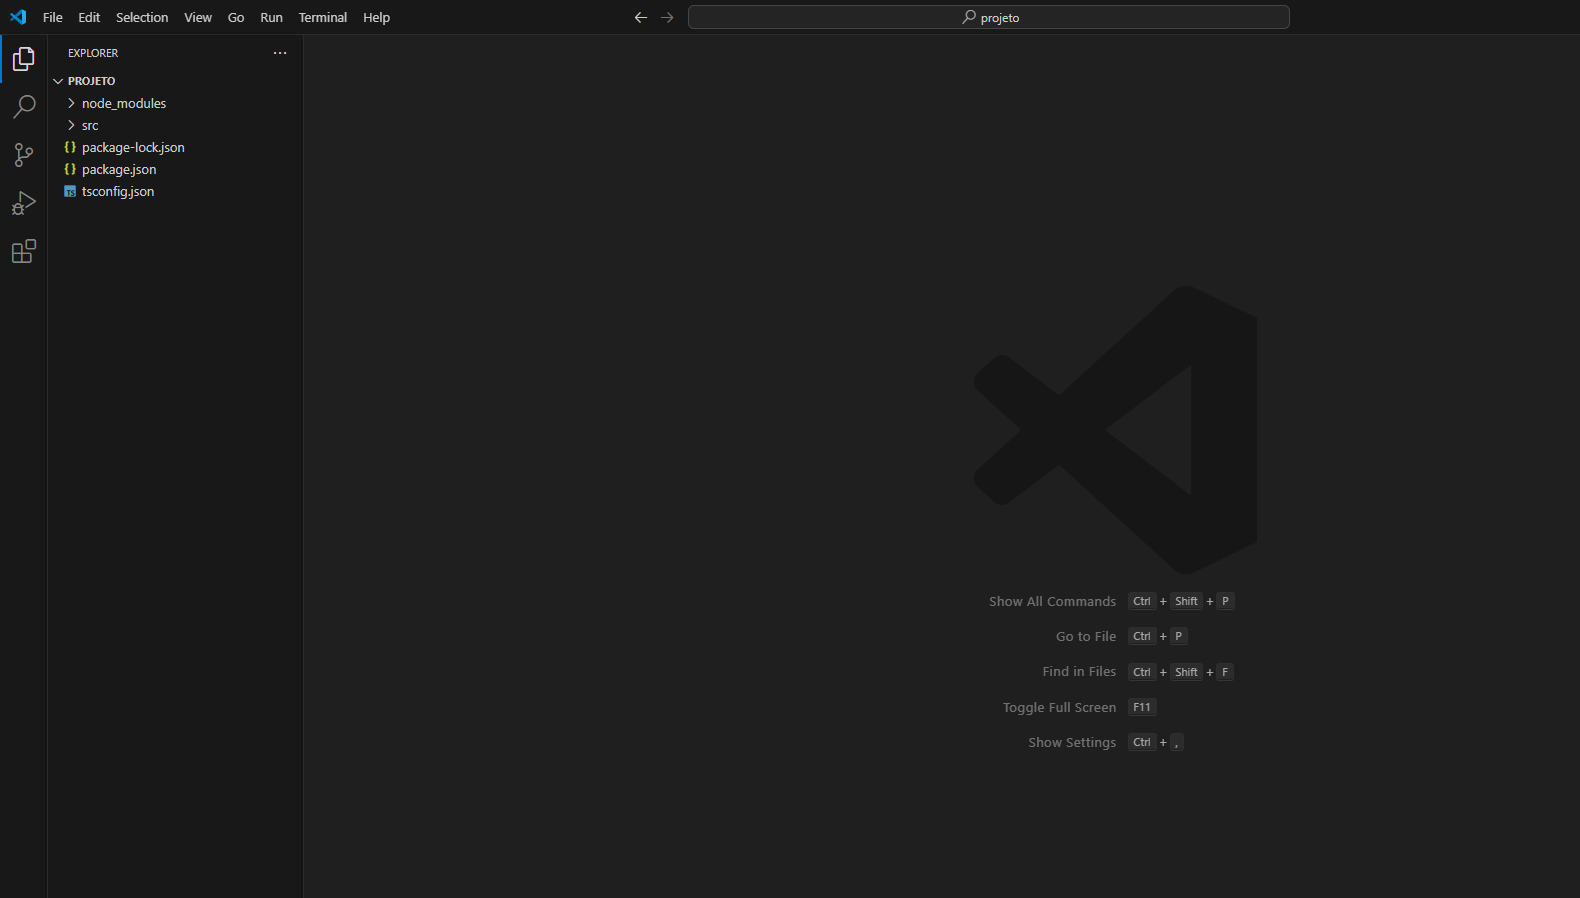 File Edit Selection View Go Run Terminal Help
projeto
EXPLORER
PROJETO
node_modules
src
{} package-lock.json
{} package.json
TS tsconfig.json
Show All Commands Ctrl + Shift + P
Go to File Ctrl + P
Find in Files Ctrl + Shift + F
Toggle Full Screen F11
Show Settings Ctrl + ,